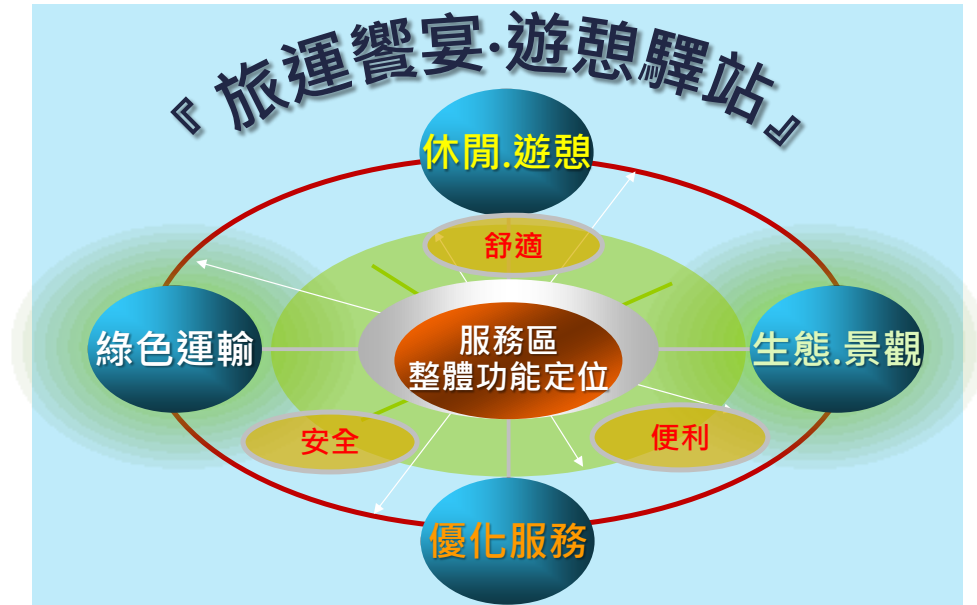 『旅運饗宴‧遊憩驛站』
休閒.遊憩
舒適
綠色運輸
服務區
整體功能定位
生態.景觀
安全
便利
優化服務